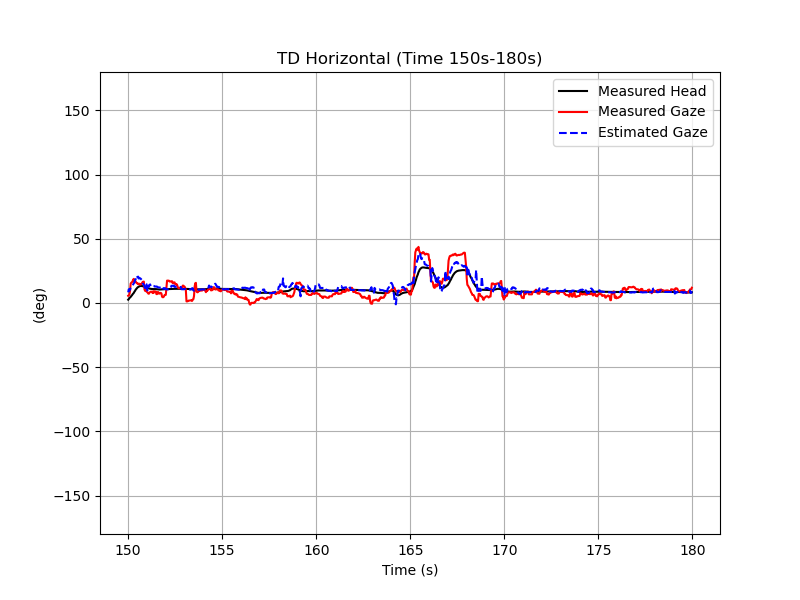 TD Horizontal (Time 150s-180s)
Measured Head
Measured Gaze
Estimated Gaze
150
100
50
0
−50
−100
−150
(deg)
150 155 160 165 170 175 180
Time (s)